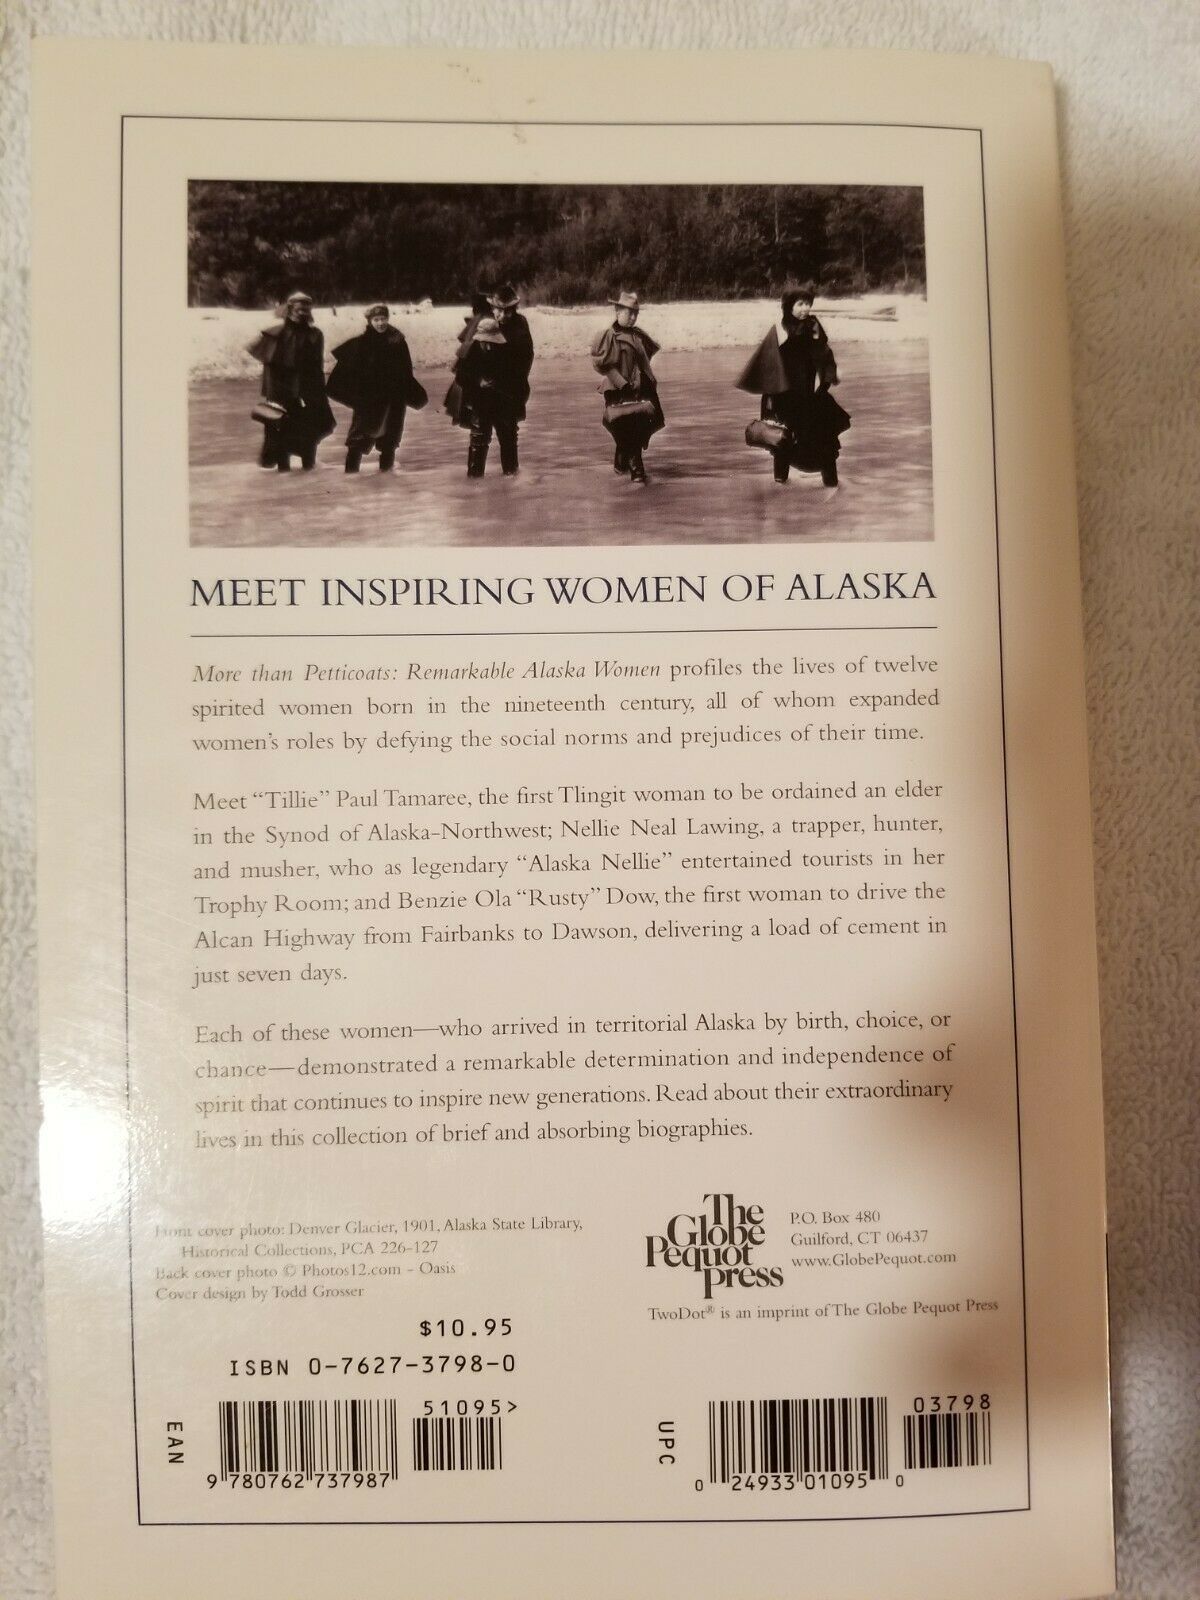 MEET INSPIRING WOMEN OF ALASKA
More than Petticoats: Remarkable Alaska Women profiles the lives of twelve
spirited women born in the nineteenth century, all of whom expanded
women's roles by defying the social norms and prejudices of their time.
Meet “Tillie” Paul Tamaree, the first Tlingit woman to be ordained an elder
in the Synod of Alaska-Northwest; Nellie Neal Lawing, a trapper, hunter,
and musher, who as legendary “Alaska Nellie” entertained tourists in her
Trophy Room; and Benzie Ola “Rusty” Dow, the first woman to drive the
Alcan Highway from Fairbanks to Dawson, delivering a load of cement in
just seven days.
Each of these women—who arrived in territorial Alaska by birth, choice, or
chance—demonstrated a remarkable determination and independence of
spirit that continues to inspire new generations. Read about their extraordinary
lives in this collection of brief and absorbing biographies.
Front cover photo: Denver Glacier, 1901, Alaska State Library,
Historical Collections, PCA 226-127
Back cover photo © Photos12.com - Oasis
Cover design by Todd Grosser
$10.95
ISBN 0-7627-3798-0
EAN
51095>
9 780762 737987
The
Globe
Pequot
Press
P.O. Box 480
Guilford, CT 06437
www.GlobePequot.com
TwoDot® is an imprint of The Globe Pequot Press
UPC
03798
0 24933 01095 0